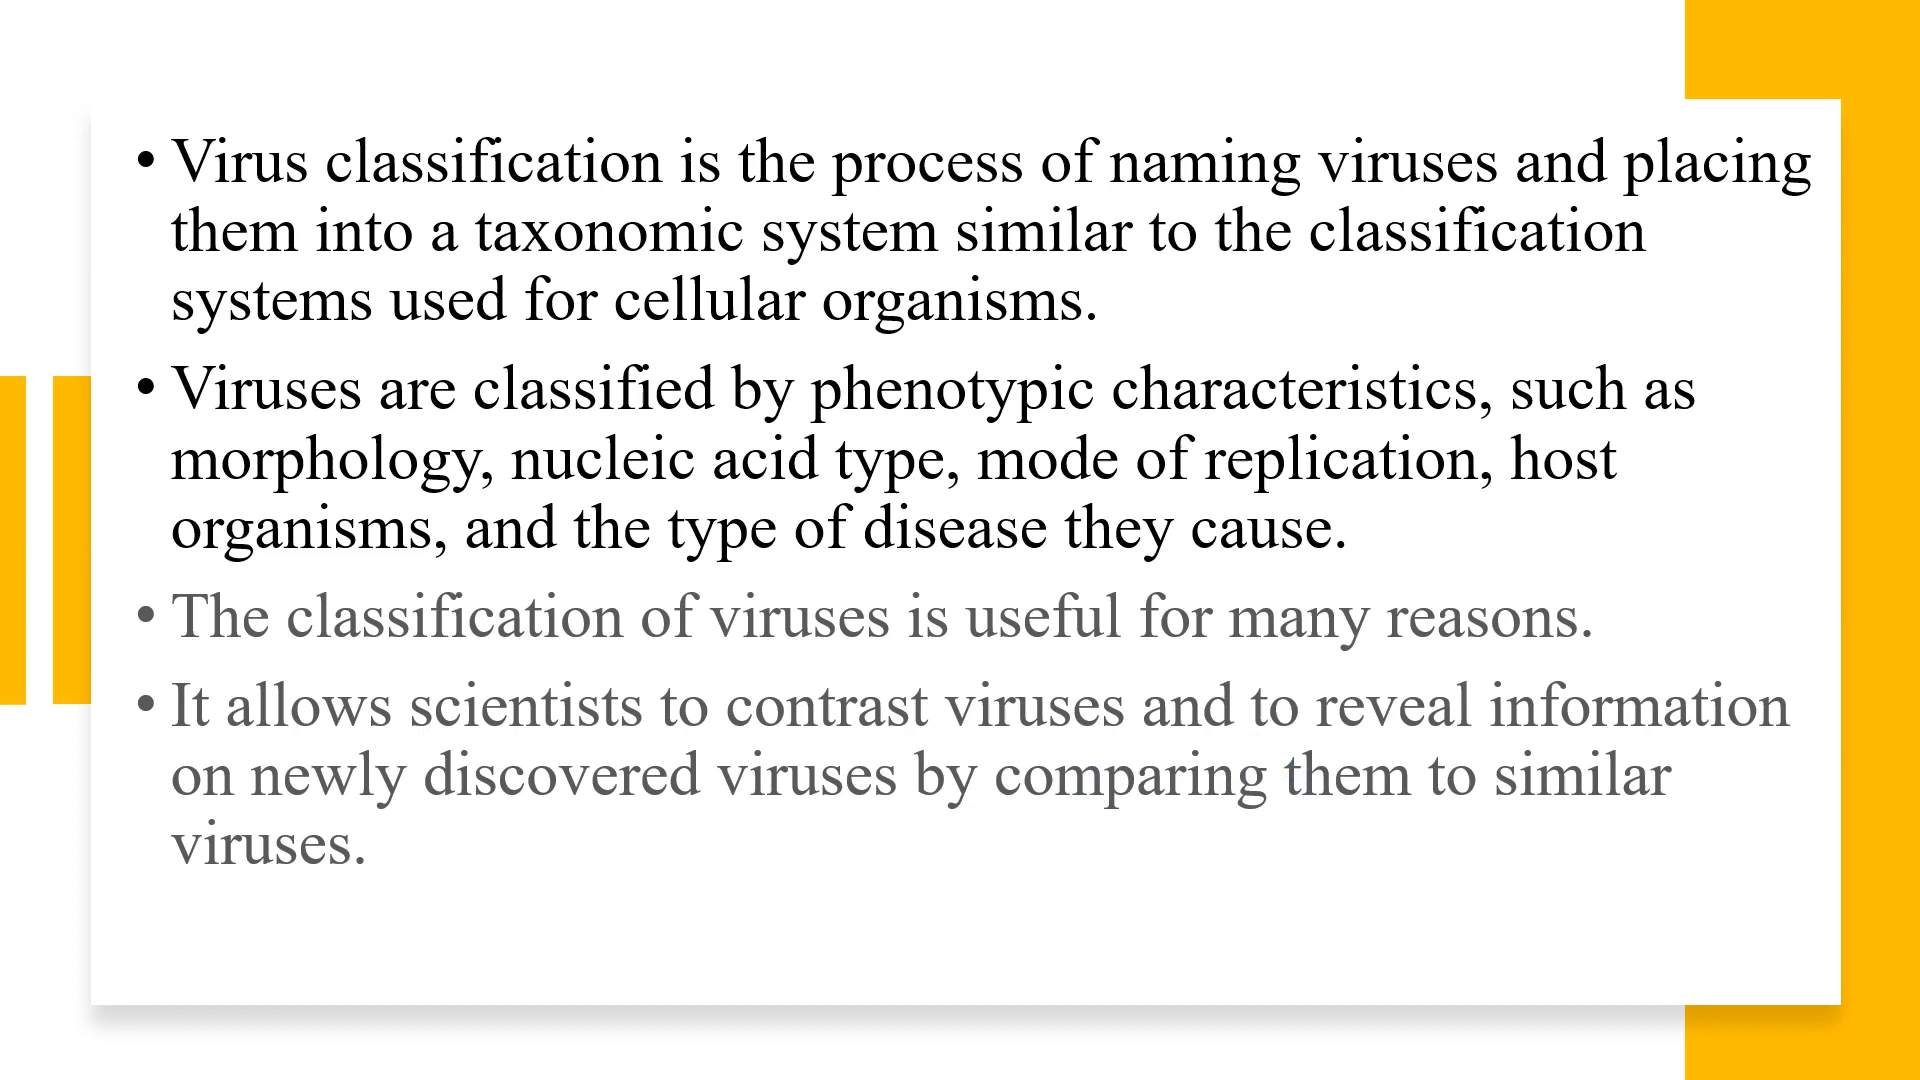 • Virus classification is the process of naming viruses and placing
them into a taxonomic system similar to the classification
systems used for cellular organisms.
• Viruses are classified by phenotypic characteristics, such as
morphology, nucleic acid type, mode of replication, host
organisms, and the type of disease they cause.
• The classification of viruses is useful for many reasons.
• It allows scientists to contrast viruses and to reveal information
on newly discovered viruses by comparing them to similar
viruses.